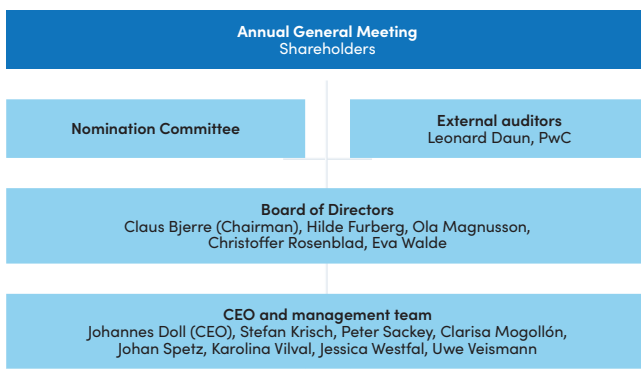 Annual General Meeting
Shareholders
Nomination Committee
External auditors
Leonard Daun, PwC
Board of Directors
Claus Bjerre (Chairman), Hilde Furberg, Ola Magnusson,
Christoffer Rosenblad, Eva Walde
CEO and management team
Johannes Doll (CEO), Stefan Krisch, Peter Sackey, Clarisa Mogollón,
Johan Spetz, Karolina Vilval, Jessica Westfal, Uwe Veismann